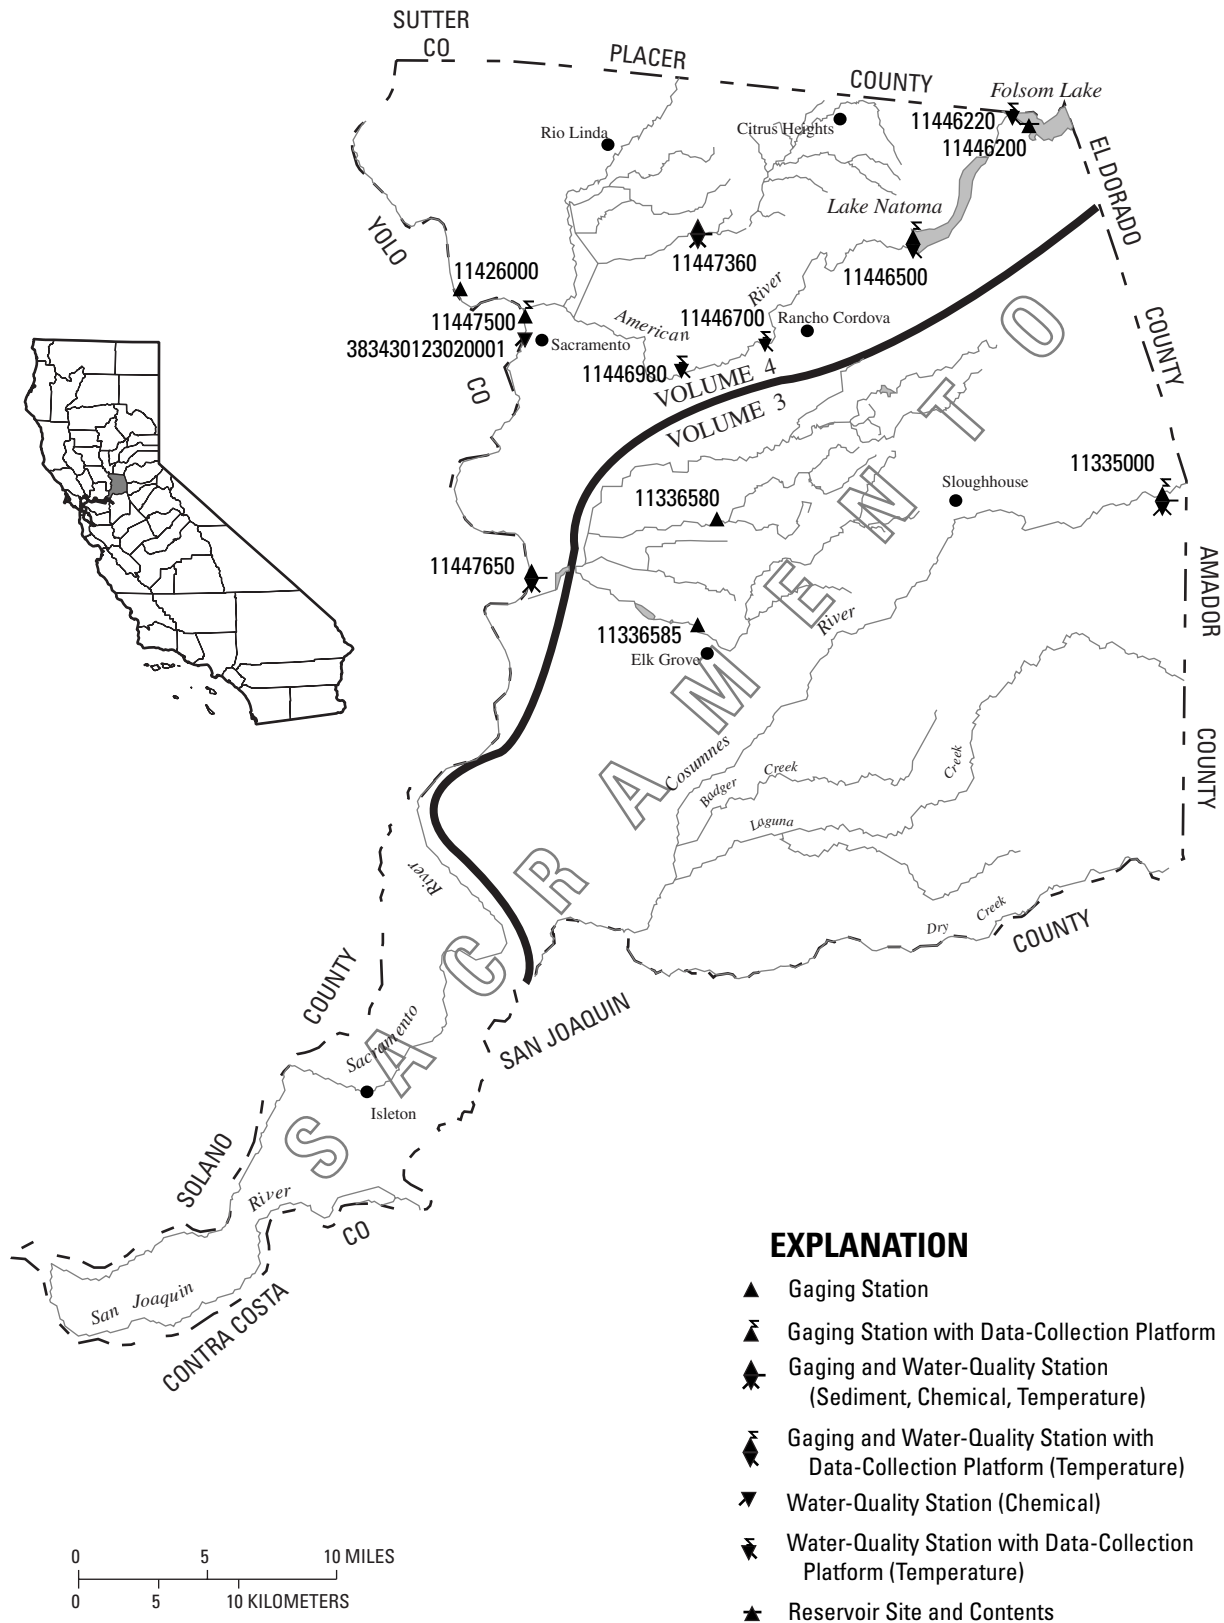 SUTTER
CO
PLACER
COUNTY
Folsom Lake
11446220
11446200
Rio Linda
Citrus Heights
EL DORADO
COUNTY
Lake Natoma
YOLO
CO
11447360
11446500
11426000
River
American
11447500
11446700
Rancho Cordova
383430123020001
Sacramento
11446980
VOLUME 4
VOLUME 3
11335000
Sloughhouse
11336580
11447650
AMADOR
COUNTY
River
11336585
Elk Grove
Cosumnes
Badger Creek
Creek
Laguna
River
Dry Creek
COUNTY
SAN JOAQUIN
COUNTY
SOLANO
Sacramento
Isleton
SACRAMENTO
River
CO
San Joaquin
CONTRA COSTA
EXPLANATION
Gaging Station
Gaging Station with Data-Collection Platform
Gaging and Water-Quality Station
(Sediment, Chemical, Temperature)
Gaging and Water-Quality Station with
Data-Collection Platform (Temperature)
Water-Quality Station (Chemical)
Water-Quality Station with Data-Collection
Platform (Temperature)
Reservoir Site and Contents
0 5 10 MILES
0 5 10 KILOMETERS